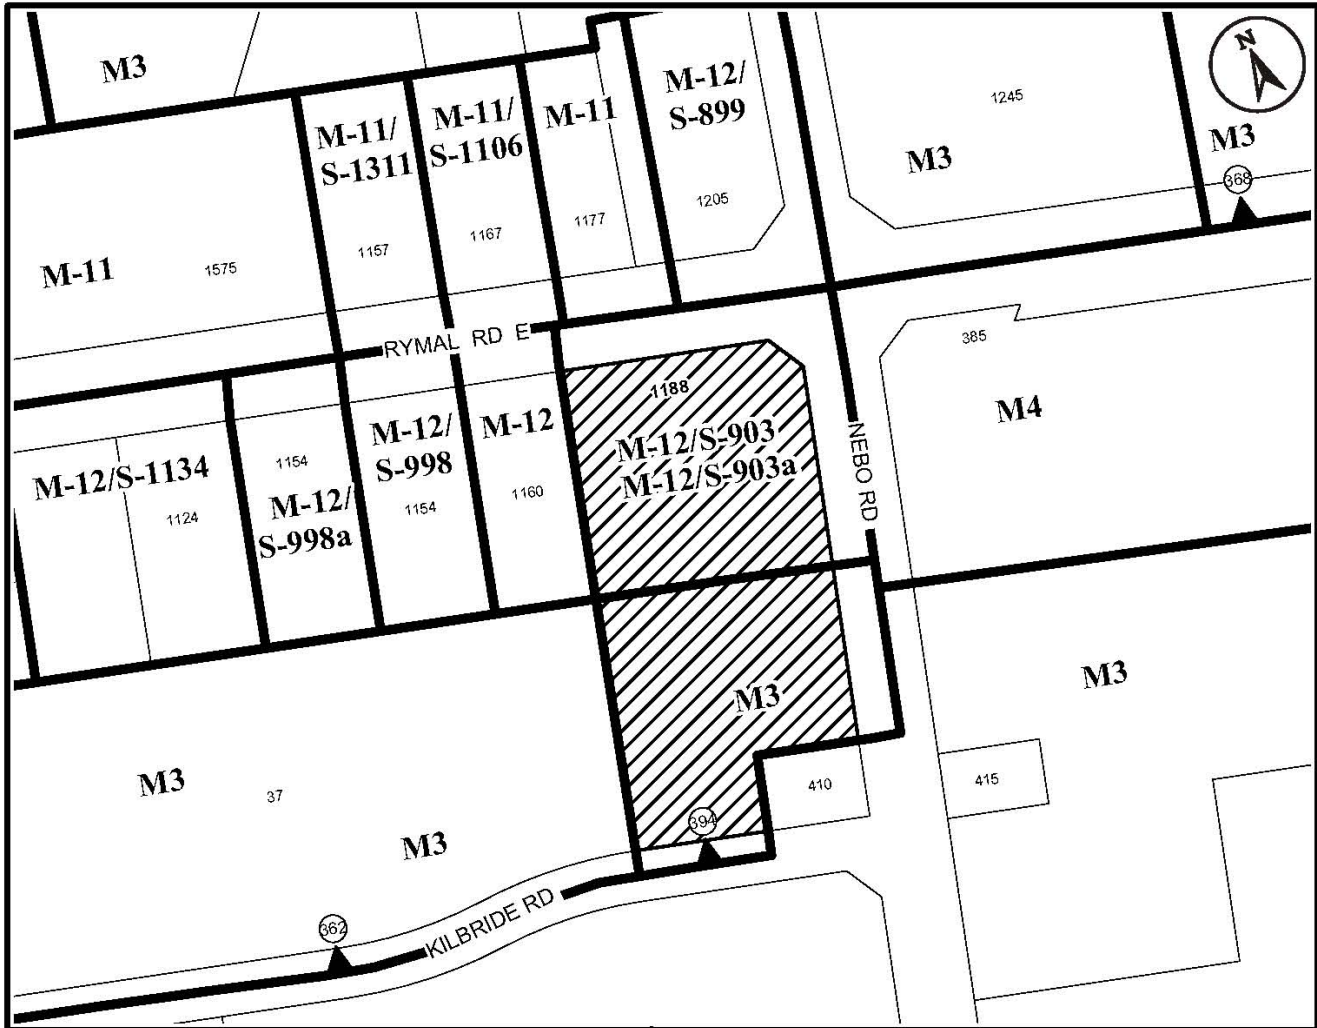 N
M3
M-11/
S-1311
M-11/
S-1106
M-11
M-12/
S-899
1245
M3
M3
368
M-11
1575
1157
1167
1177
1205
RYMAL RD E
385
1188
M-12/S-903
M-12/S-903a
M4
NEBO RD
M-12/S-1134
1124
1154
M-12/
S-998a
M-12/
S-998
1154
M-12
1160
M3
M3
M3
37
M3
410
415
394
362
KILBRIDE RD